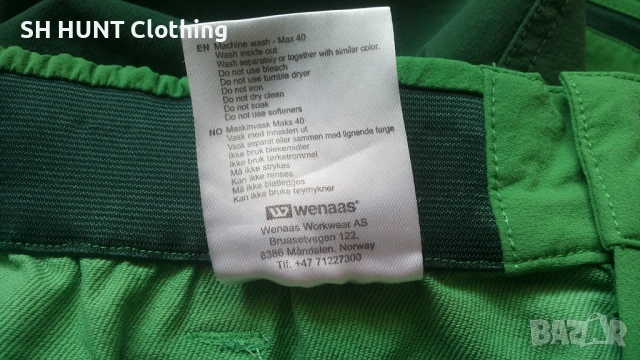 SH HUNT Clothing
EN Machine wash - Max 40
Wash inside out
Wash separately or together with similar color.
Do not use bleach
Do not use tumble dryer
Do not iron
Do not dry clean
Do not soak
Do not use softeners
NO Maskinvask Maks 40
Vask med innsiden ut
Vask separat eller sammen med lignende farge
Ikke bruk blekemidler
Ikke bruk tørketrommel
Må ikke strykes
Kan ikke renses
Må ikke bløtlegges
Kan ikke bruke tøymykner
wenaas®
Wenaas Workwear AS
Bruasetvegen 122,
6386 Måndalen, Norway
Tlf: +47 71227300
BAZAR